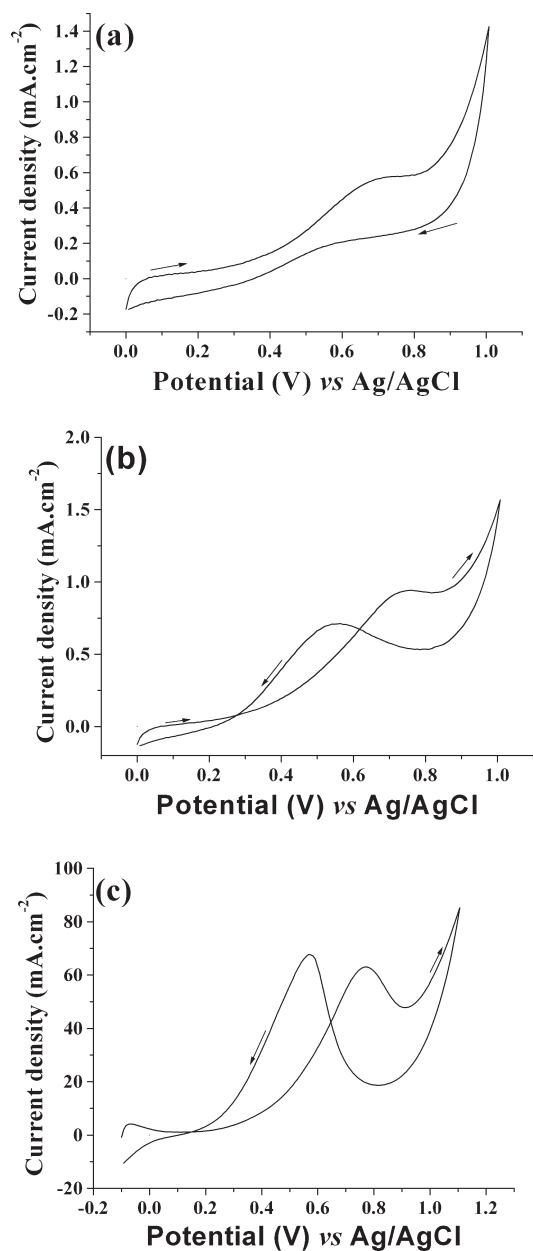 (a)
1.4
1.2
1.0
0.8
0.6
0.4
0.2
0.0
-0.2
Current density (mA.cm-2)
0.0 0.2 0.4 0.6 0.8 1.0
Potential (V) vs Ag/AgCl
(b)
2.0
1.5
1.0
0.5
0.0
Current density (mA.cm-2)
0.0 0.2 0.4 0.6 0.8 1.0
Potential (V) vs Ag/AgCl
(c)
100
80
60
40
20
0
-20
Current density (mA.cm-2)
-0.2 0.0 0.2 0.4 0.6 0.8 1.0 1.2
Potential (V) vs Ag/AgCl